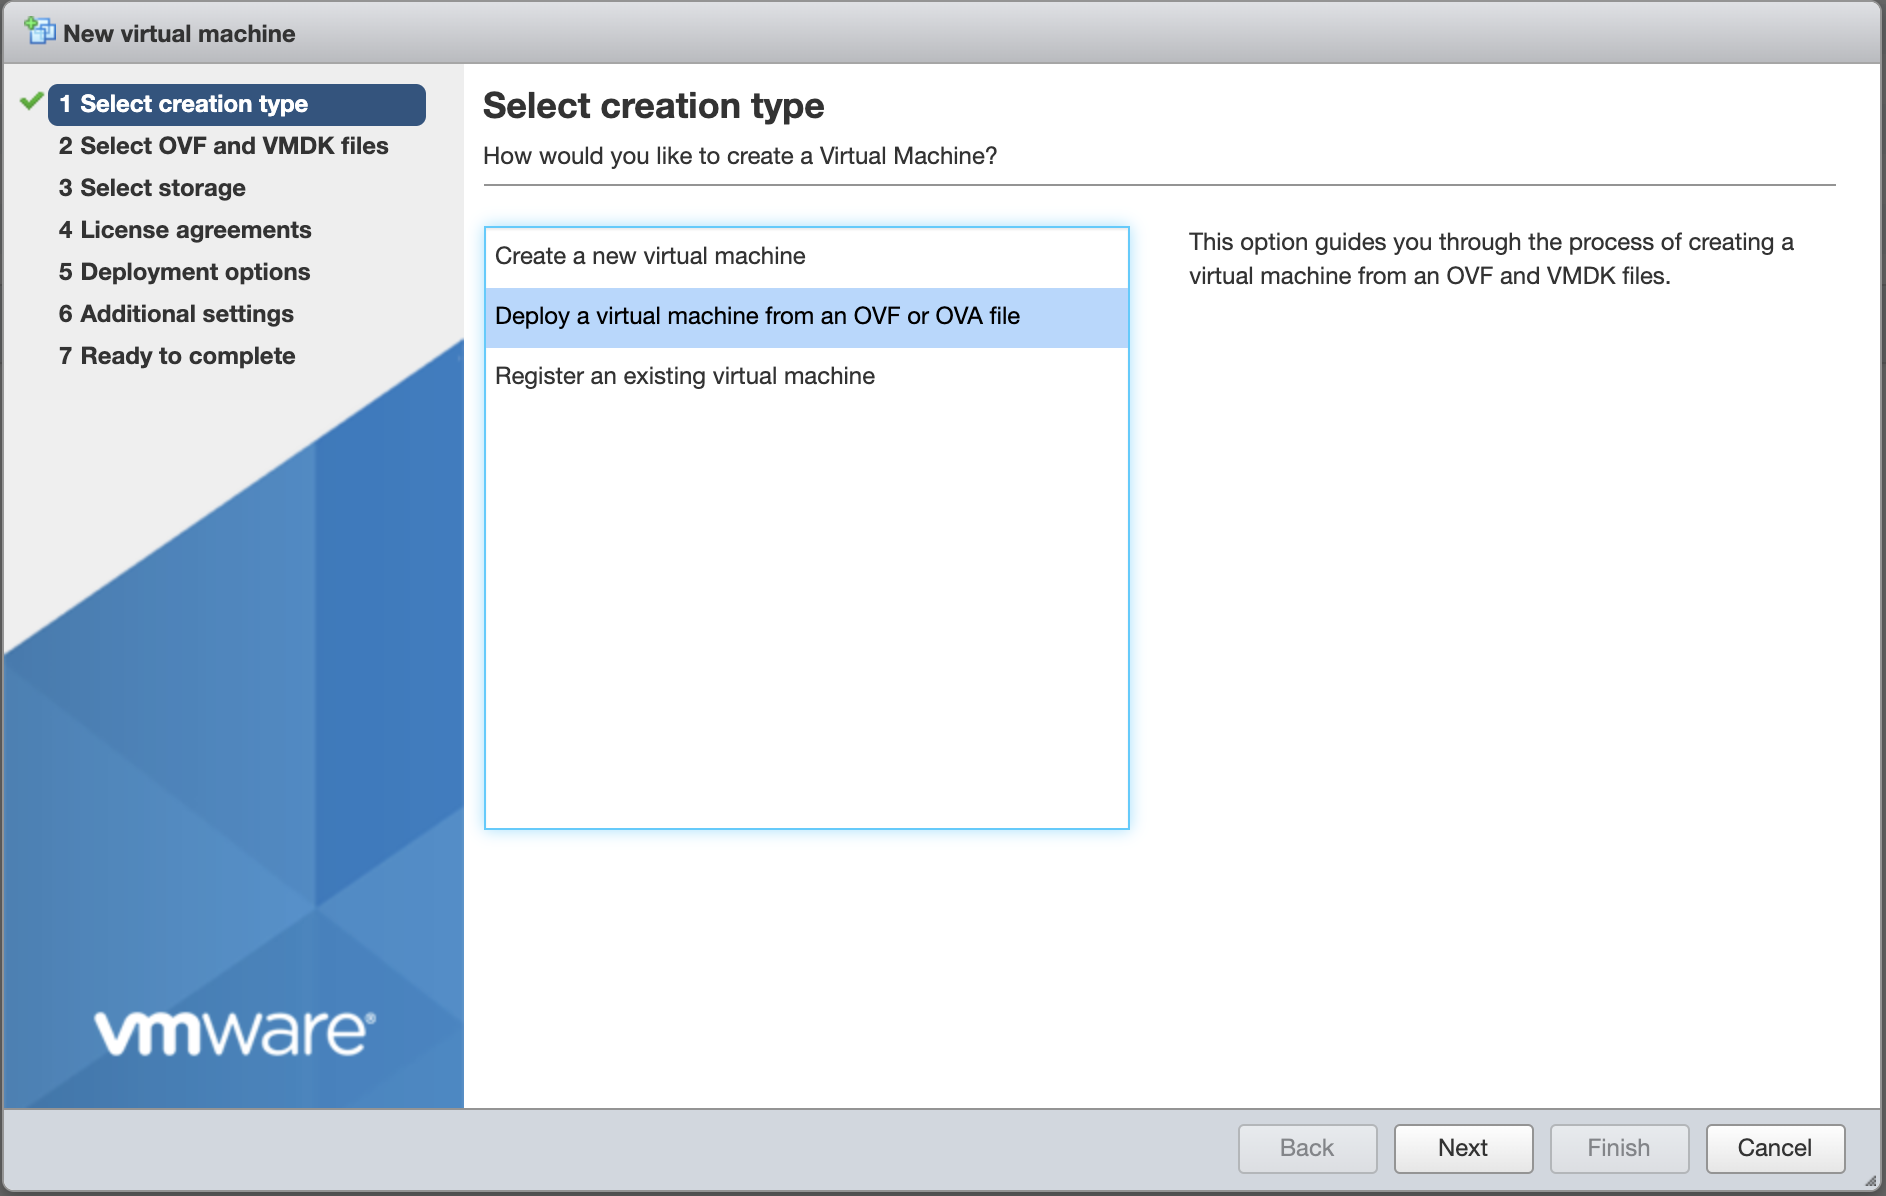 New virtual machine
1 Select creation type
2 Select OVF and VMDK files
3 Select storage
4 License agreements
5 Deployment options
6 Additional settings
7 Ready to complete
vmware®
Select creation type
How would you like to create a Virtual Machine?
Create a new virtual machine
Deploy a virtual machine from an OVF or OVA file
Register an existing virtual machine
This option guides you through the process of creating a
virtual machine from an OVF and VMDK files.
Back
Next
Finish
Cancel